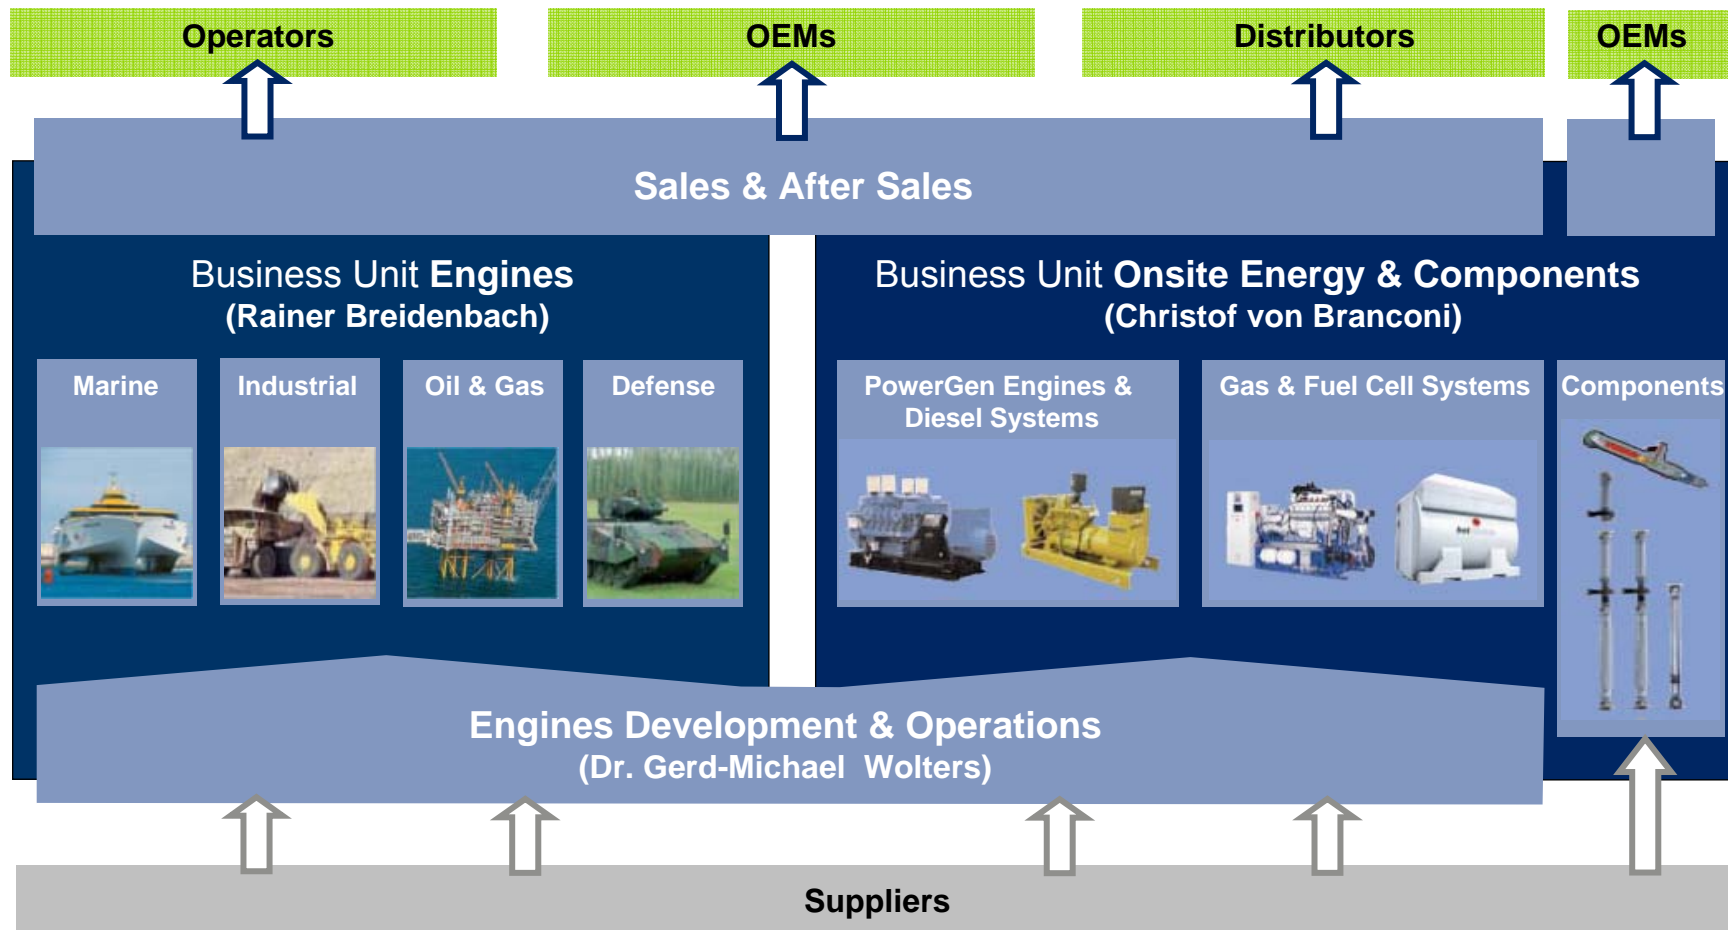 Operators
OEMs
Distributors
OEMs
Sales & After Sales
Business Unit Engines
(Rainer Breidenbach)
Business Unit Onsite Energy & Components
(Christof von Branconi)
Marine
Industrial
Oil & Gas
Defense
PowerGen Engines &
Diesel Systems
Gas & Fuel Cell Systems
Components
Engines Development & Operations
(Dr. Gerd-Michael Wolters)
Suppliers